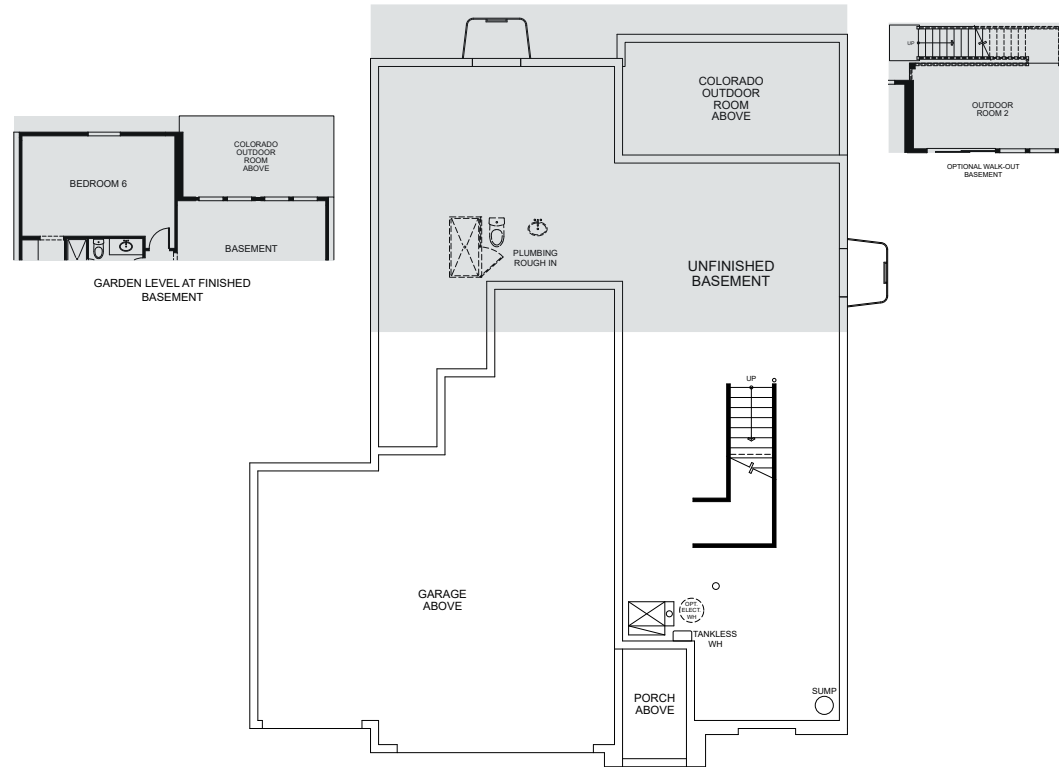 COLORADO
OUTDOOR
ROOM
ABOVE
BEDROOM 6
BASEMENT
GARDEN LEVEL AT FINISHED
BASEMENT
COLORADO
OUTDOOR
ROOM
ABOVE
PLUMBING
ROUGH IN
UNFINISHED
BASEMENT
UP
GARAGE
ABOVE
OPT.
ELECT.
WH
TANKLESS
WH
PORCH
ABOVE
SUMP
UP
OUTDOOR
ROOM 2
OPTIONAL WALK-OUT
BASEMENT